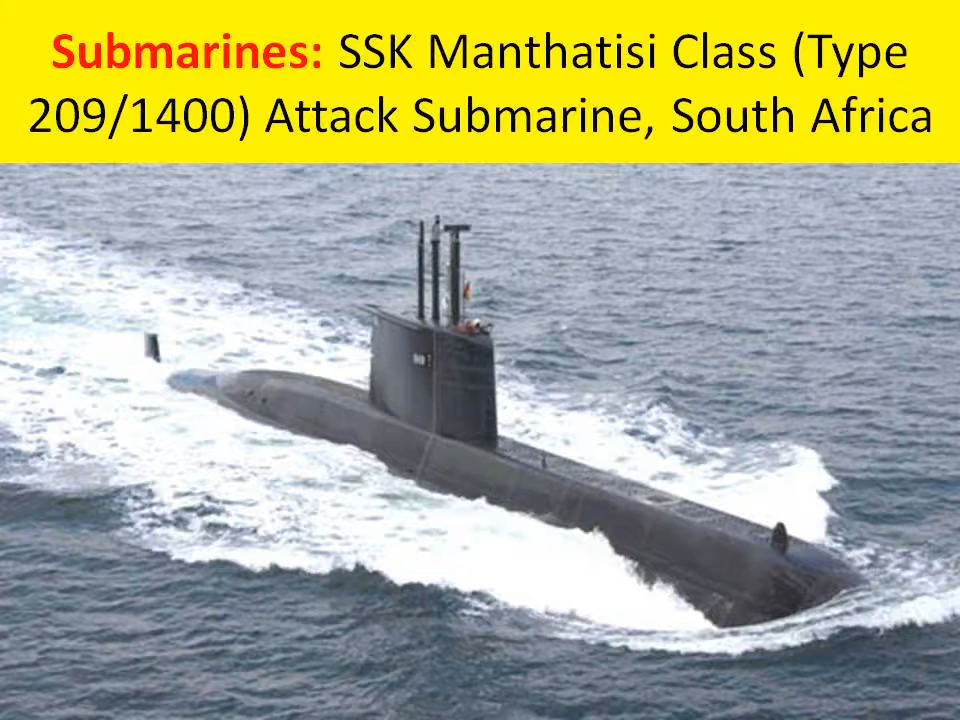 Submarines: SSK Manthatisi Class (Type
209/1400) Attack Submarine, South Africa